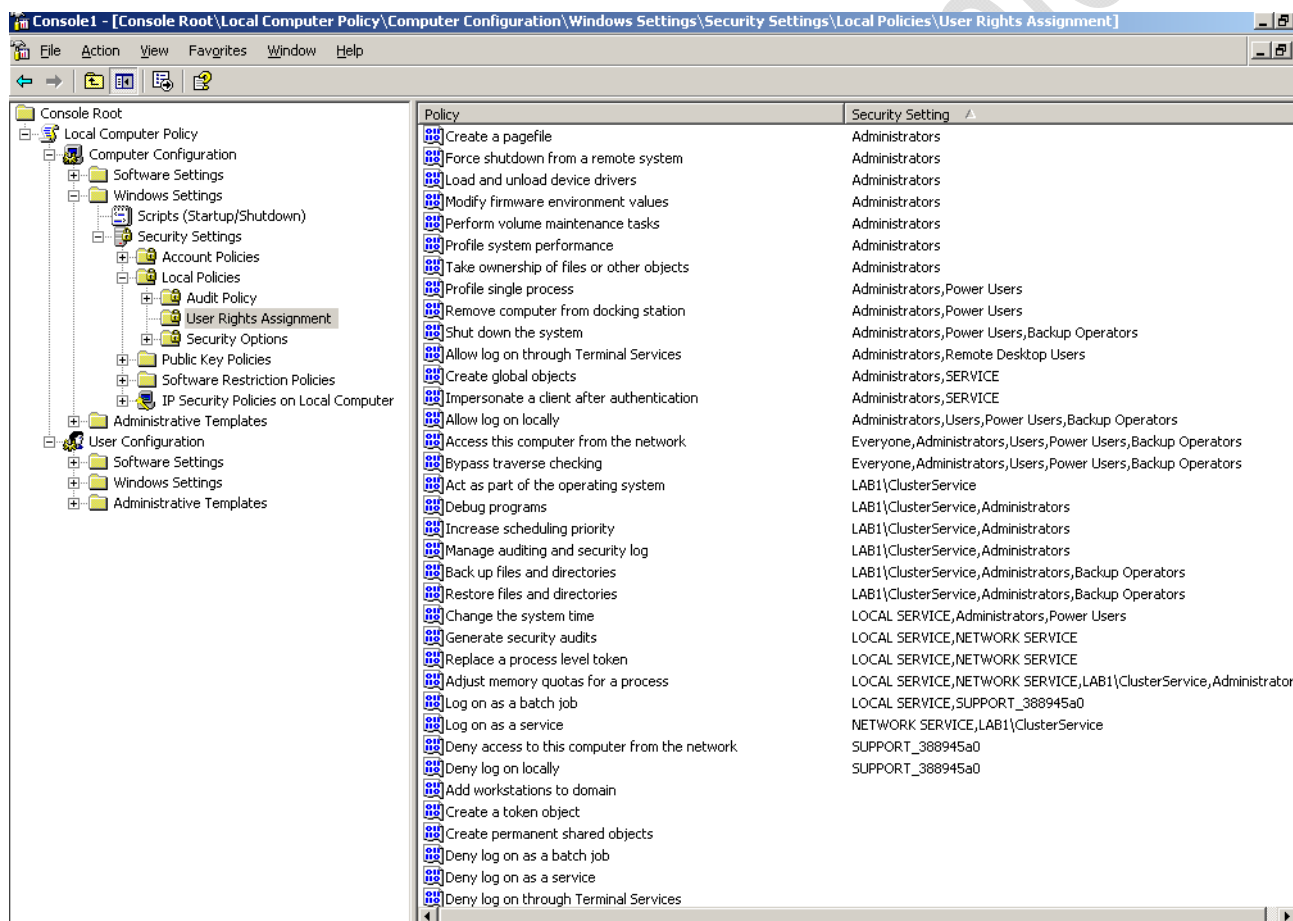 Console1 - [Console Root\Local Computer Policy\Computer Configuration\Windows Settings\Security Settings\Local Policies\User Rights Assignment]
File Action View Favorites Window Help
Console Root
Local Computer Policy
Computer Configuration
Software Settings
Windows Settings
Scripts (Startup/Shutdown)
Security Settings
Account Policies
Local Policies
Audit Policy
User Rights Assignment
Security Options
Public Key Policies
Software Restriction Policies
IP Security Policies on Local Computer
Administrative Templates
User Configuration
Software Settings
Windows Settings
Administrative Templates
Policy Security Setting
Create a pagefile Administrators
Force shutdown from a remote system Administrators
Load and unload device drivers Administrators
Modify firmware environment values Administrators
Perform volume maintenance tasks Administrators
Profile system performance Administrators
Take ownership of files or other objects Administrators
Profile single process Administrators,Power Users
Remove computer from docking station Administrators,Power Users
Shut down the system Administrators,Power Users,Backup Operators
Allow log on through Terminal Services Administrators,Remote Desktop Users
Create global objects Administrators,SERVICE
Impersonate a client after authentication Administrators,SERVICE
Allow log on locally Administrators,Users,Power Users,Backup Operators
Access this computer from the network Everyone,Administrators,Users,Power Users,Backup Operators
Bypass traverse checking Everyone,Administrators,Users,Power Users,Backup Operators
Act as part of the operating system LAB1\ClusterService
Debug programs LAB1\ClusterService,Administrators
Increase scheduling priority LAB1\ClusterService,Administrators
Manage auditing and security log LAB1\ClusterService,Administrators
Back up files and directories LAB1\ClusterService,Administrators,Backup Operators
Restore files and directories LAB1\ClusterService,Administrators,Backup Operators
Change the system time LOCAL SERVICE,Administrators,Power Users
Generate security audits LOCAL SERVICE,NETWORK SERVICE
Replace a process level token LOCAL SERVICE,NETWORK SERVICE
Adjust memory quotas for a process LOCAL SERVICE,NETWORK SERVICE,LAB1\ClusterService,Administrator
Log on as a batch job LOCAL SERVICE,SUPPORT_388945a0
Log on as a service NETWORK SERVICE,LAB1\ClusterService
Deny access to this computer from the network SUPPORT_388945a0
Deny log on locally SUPPORT_388945a0
Add workstations to domain
Create a token object
Create permanent shared objects
Deny log on as a batch job
Deny log on as a service
Deny log on through Terminal Services